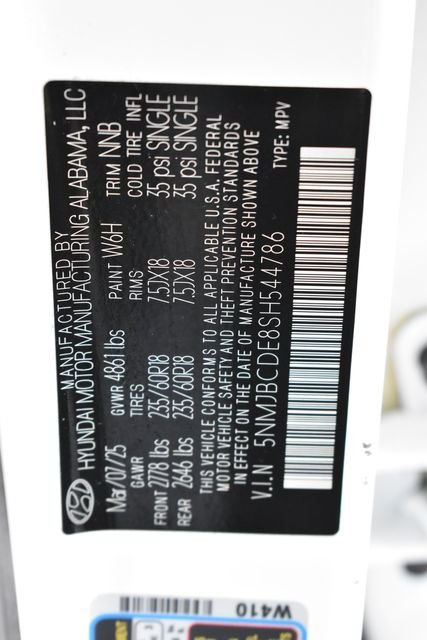 MANUFACTURED BY
HYUNDAI MOTOR MANUFACTURING ALABAMA, LLC
Mar/07/25 GVWR 4861 lbs PAINT W6H TRIM NNB
GAWR TIRES RIMS COLD TIRE INFL
FRONT 2778 lbs 235/60R18 7.5JX18 35 psi SINGLE
REAR 2646 lbs 235/60R18 7.5JX18 35 psi SINGLE
THIS VEHICLE CONFORMS TO ALL APPLICABLE U.S.A. FEDERAL
MOTOR VEHICLE SAFETY AND THEFT PREVENTION STANDARDS
IN EFFECT ON THE DATE OF MANUFACTURE SHOWN ABOVE
V.I.N 5NMJBCDE8SH544786 TYPE: MPV
W410